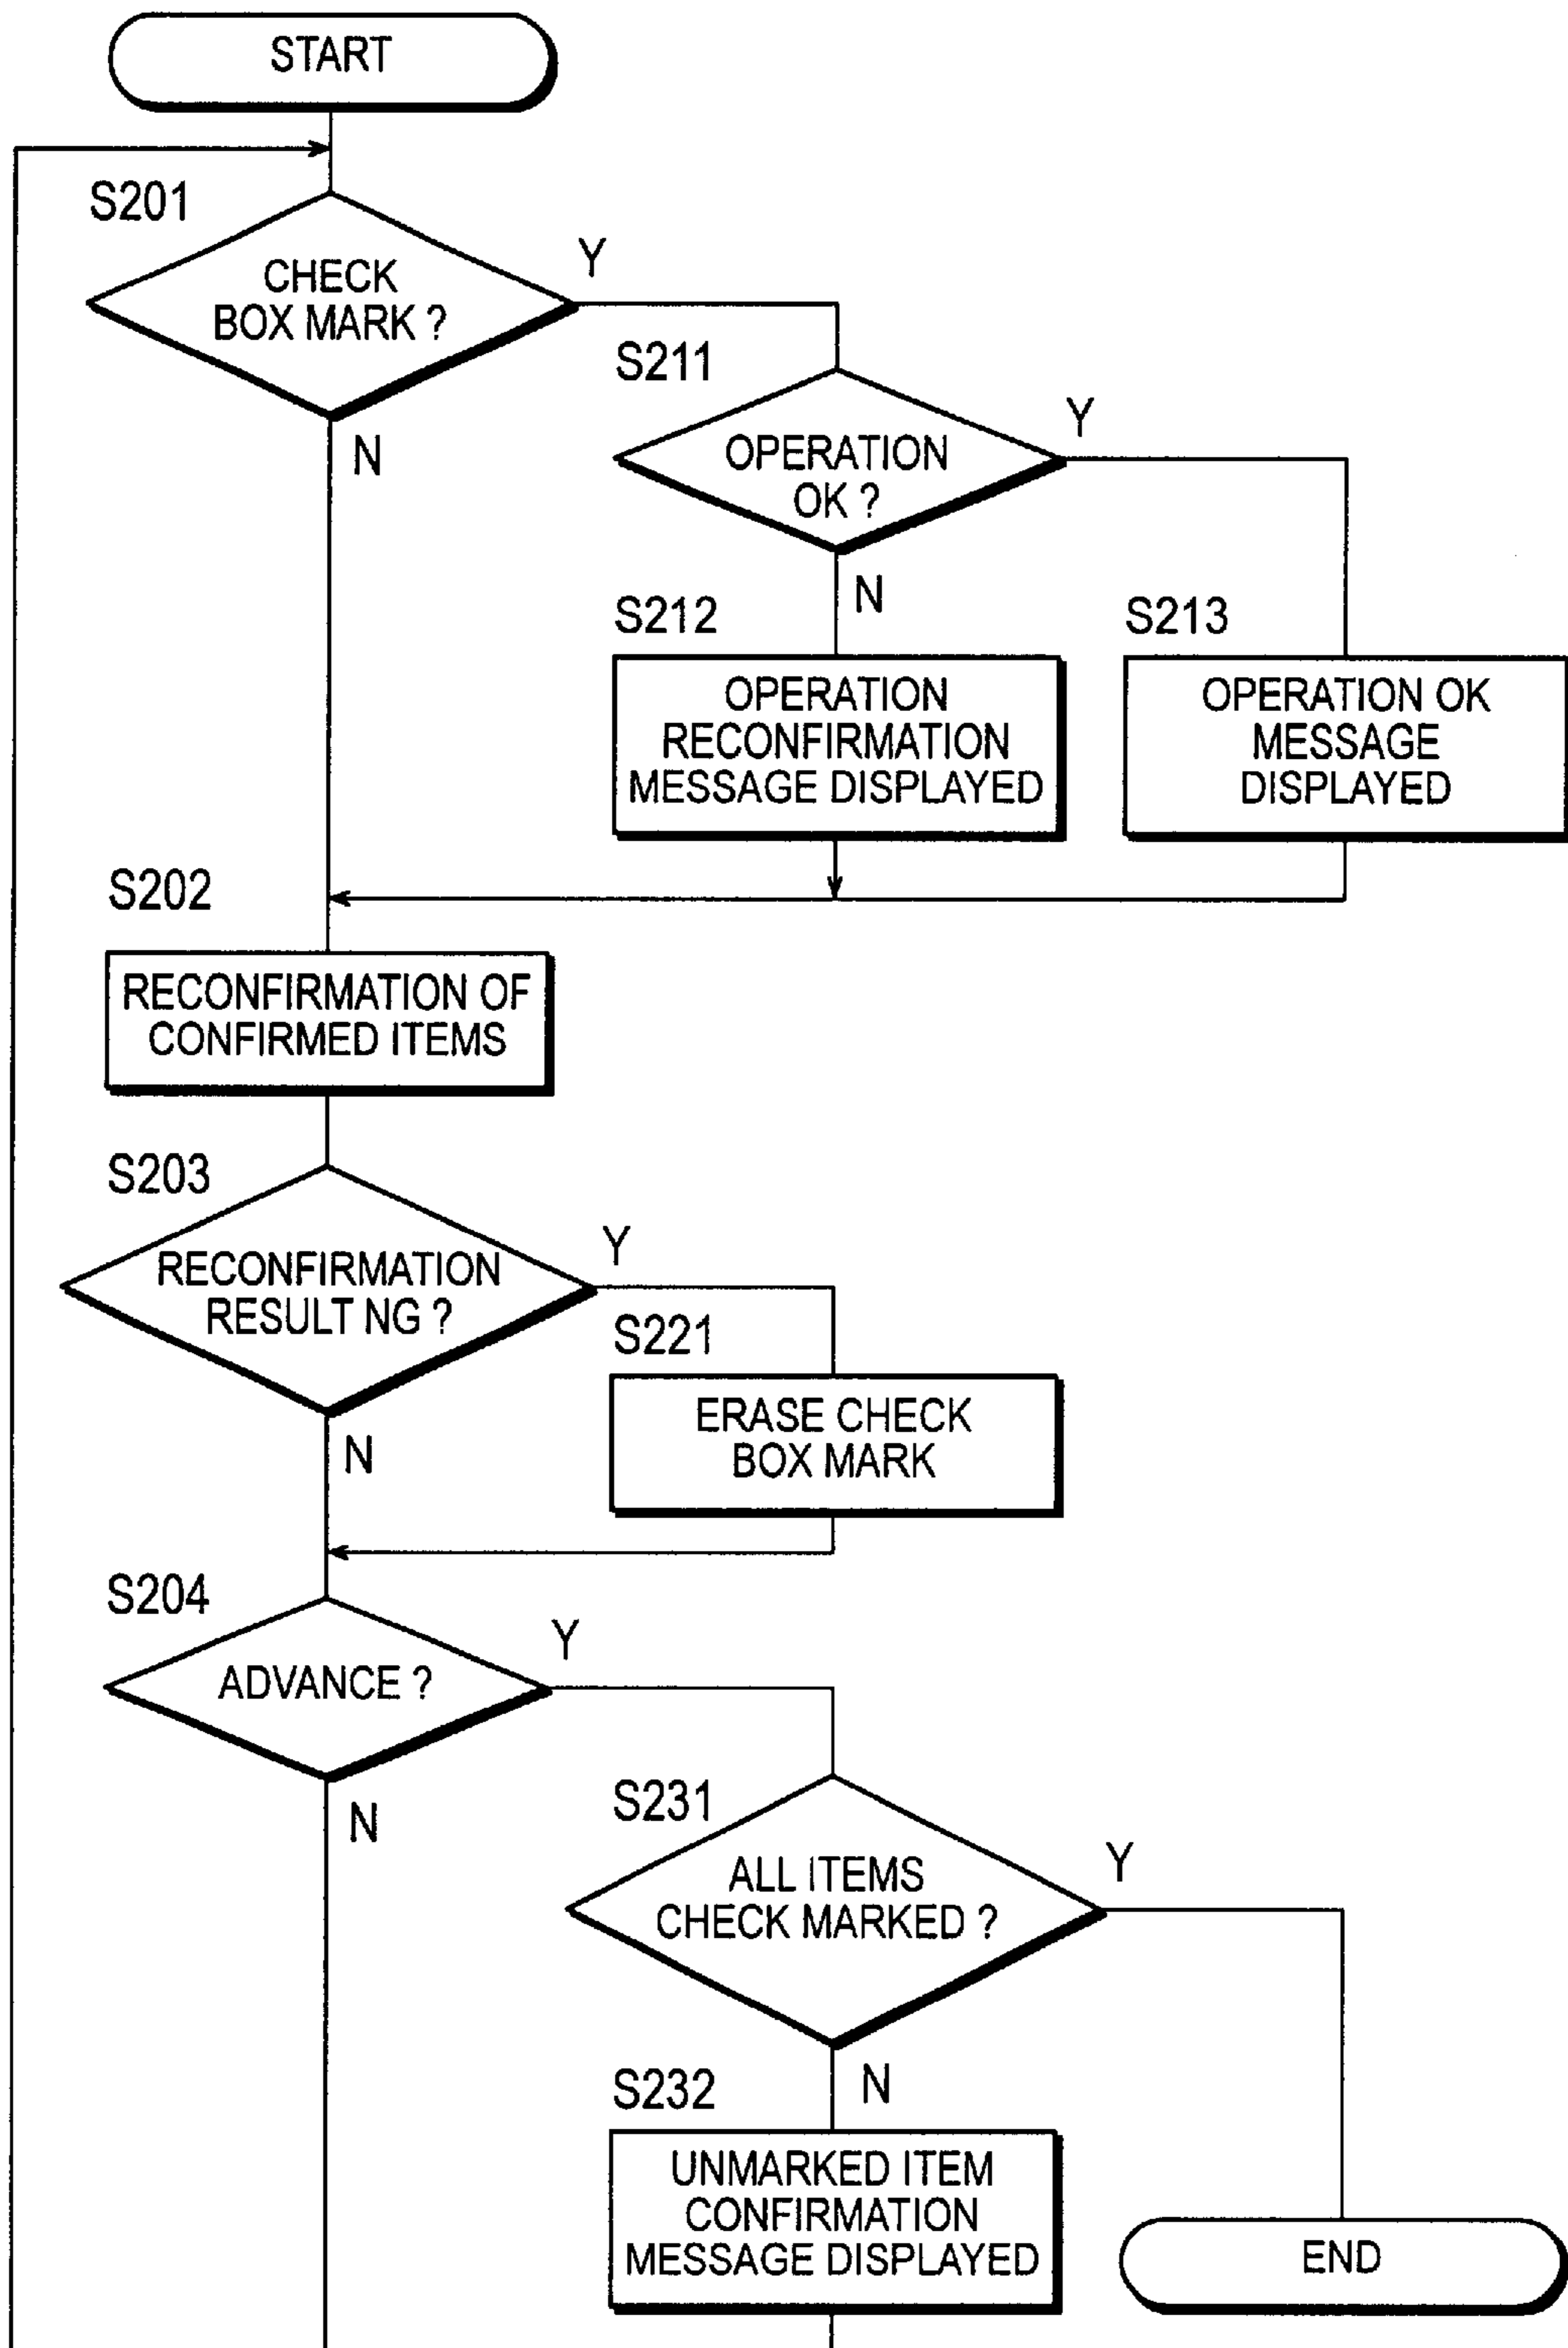 START
S201
CHECK
BOX MARK ?
Y
N
S211
OPERATION
OK ?
Y
N
S212
OPERATION
RECONFIRMATION
MESSAGE DISPLAYED
S213
OPERATION OK
MESSAGE
DISPLAYED
S202
RECONFIRMATION OF
CONFIRMED ITEMS
S203
RECONFIRMATION
RESULT NG ?
Y
N
S221
ERASE CHECK
BOX MARK
S204
ADVANCE ?
Y
N
S231
ALL ITEMS
CHECK MARKED ?
Y
N
S232
UNMARKED ITEM
CONFIRMATION
MESSAGE DISPLAYED
END